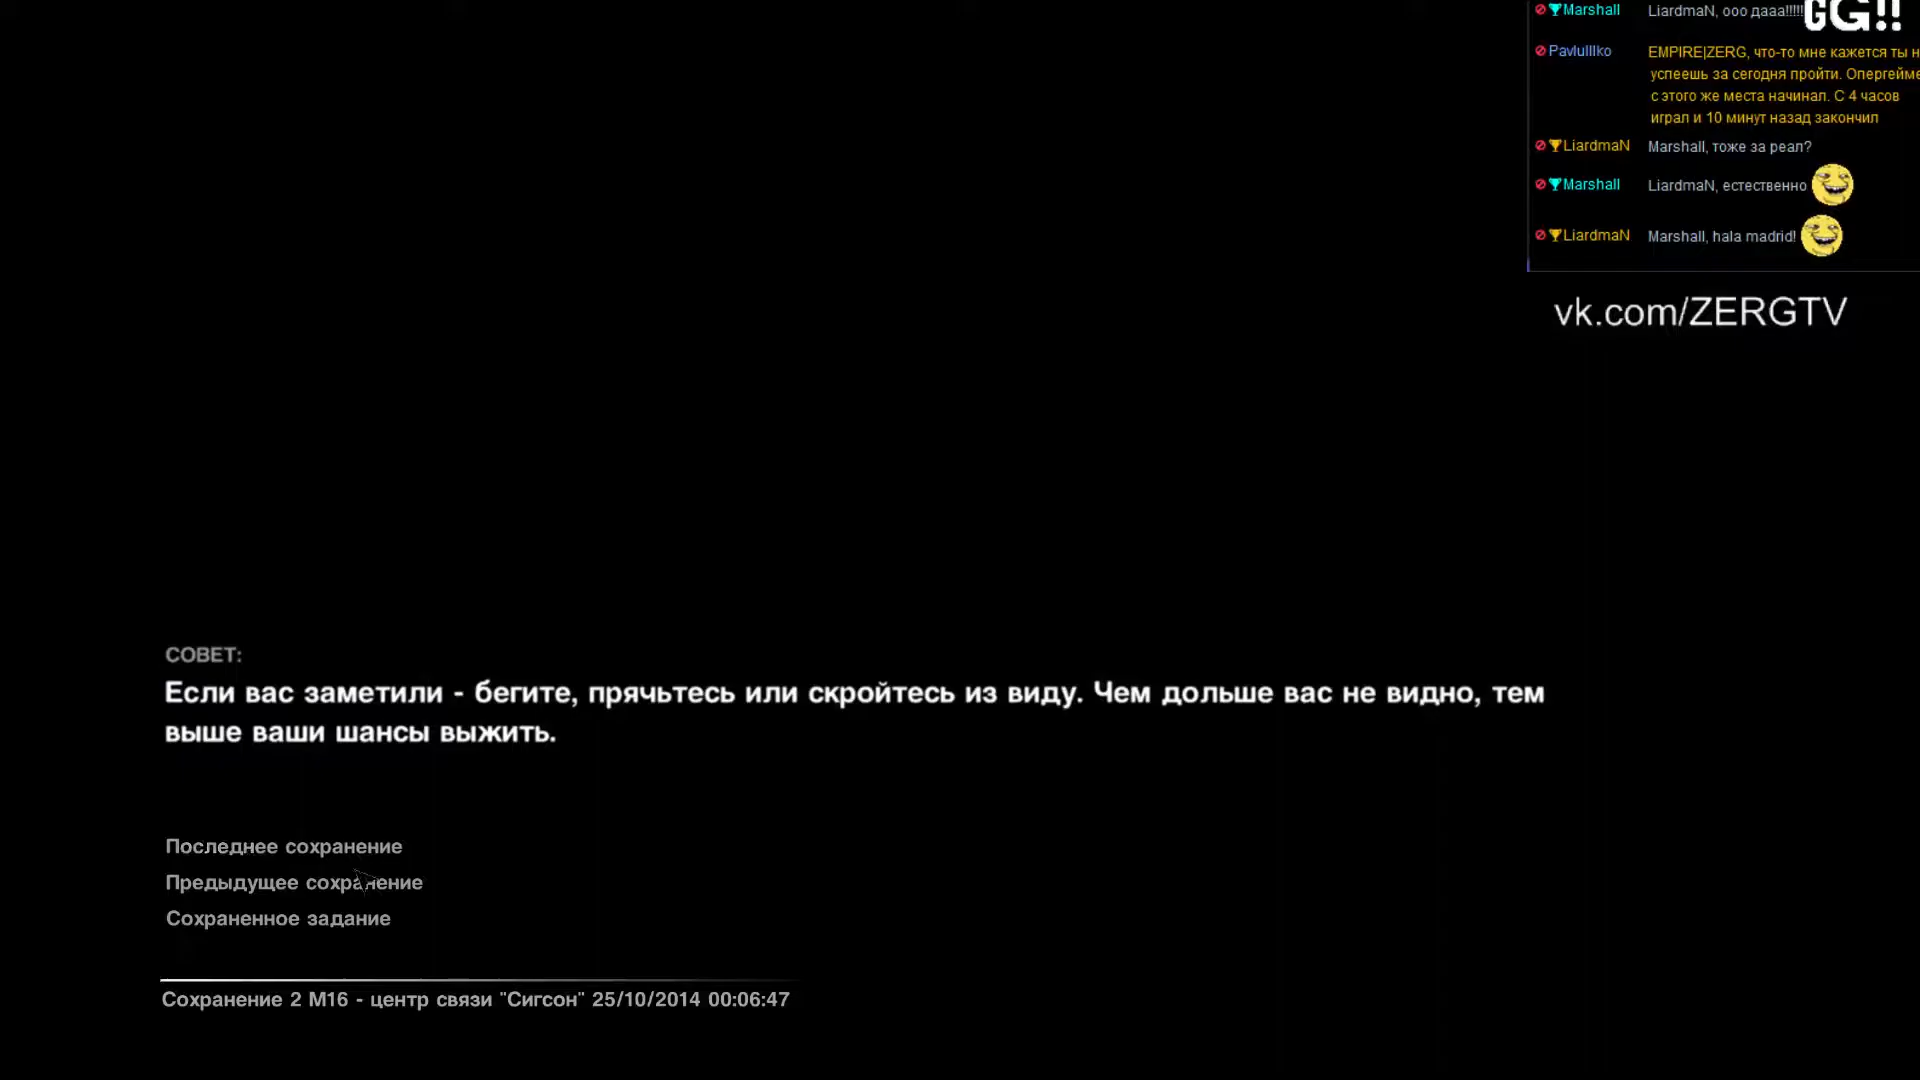 Marshall LiardmaN, ооо дааа!!!!! GG!!
Pavlulllko EMPIRE|ZERG, что-то мне кажется ты н
успеешь за сегодня пройти. Опергейме
с этого же места начинал. С 4 часов
играл и 10 минут назад закончил
LiardmaN Marshall, тоже за реал?
Marshall LiardmaN, естественно
LiardmaN Marshall, hala madrid!
vk.com/ZERGTV
СОВЕТ:
Если вас заметили - бегите, прячьтесь или скройтесь из виду. Чем дольше вас не видно, тем
выше ваши шансы выжить.
Последнее сохранение
Предыдущее сохранение
Сохраненное задание
Сохранение 2 M16 - центр связи "Сигсон" 25/10/2014 00:06:47